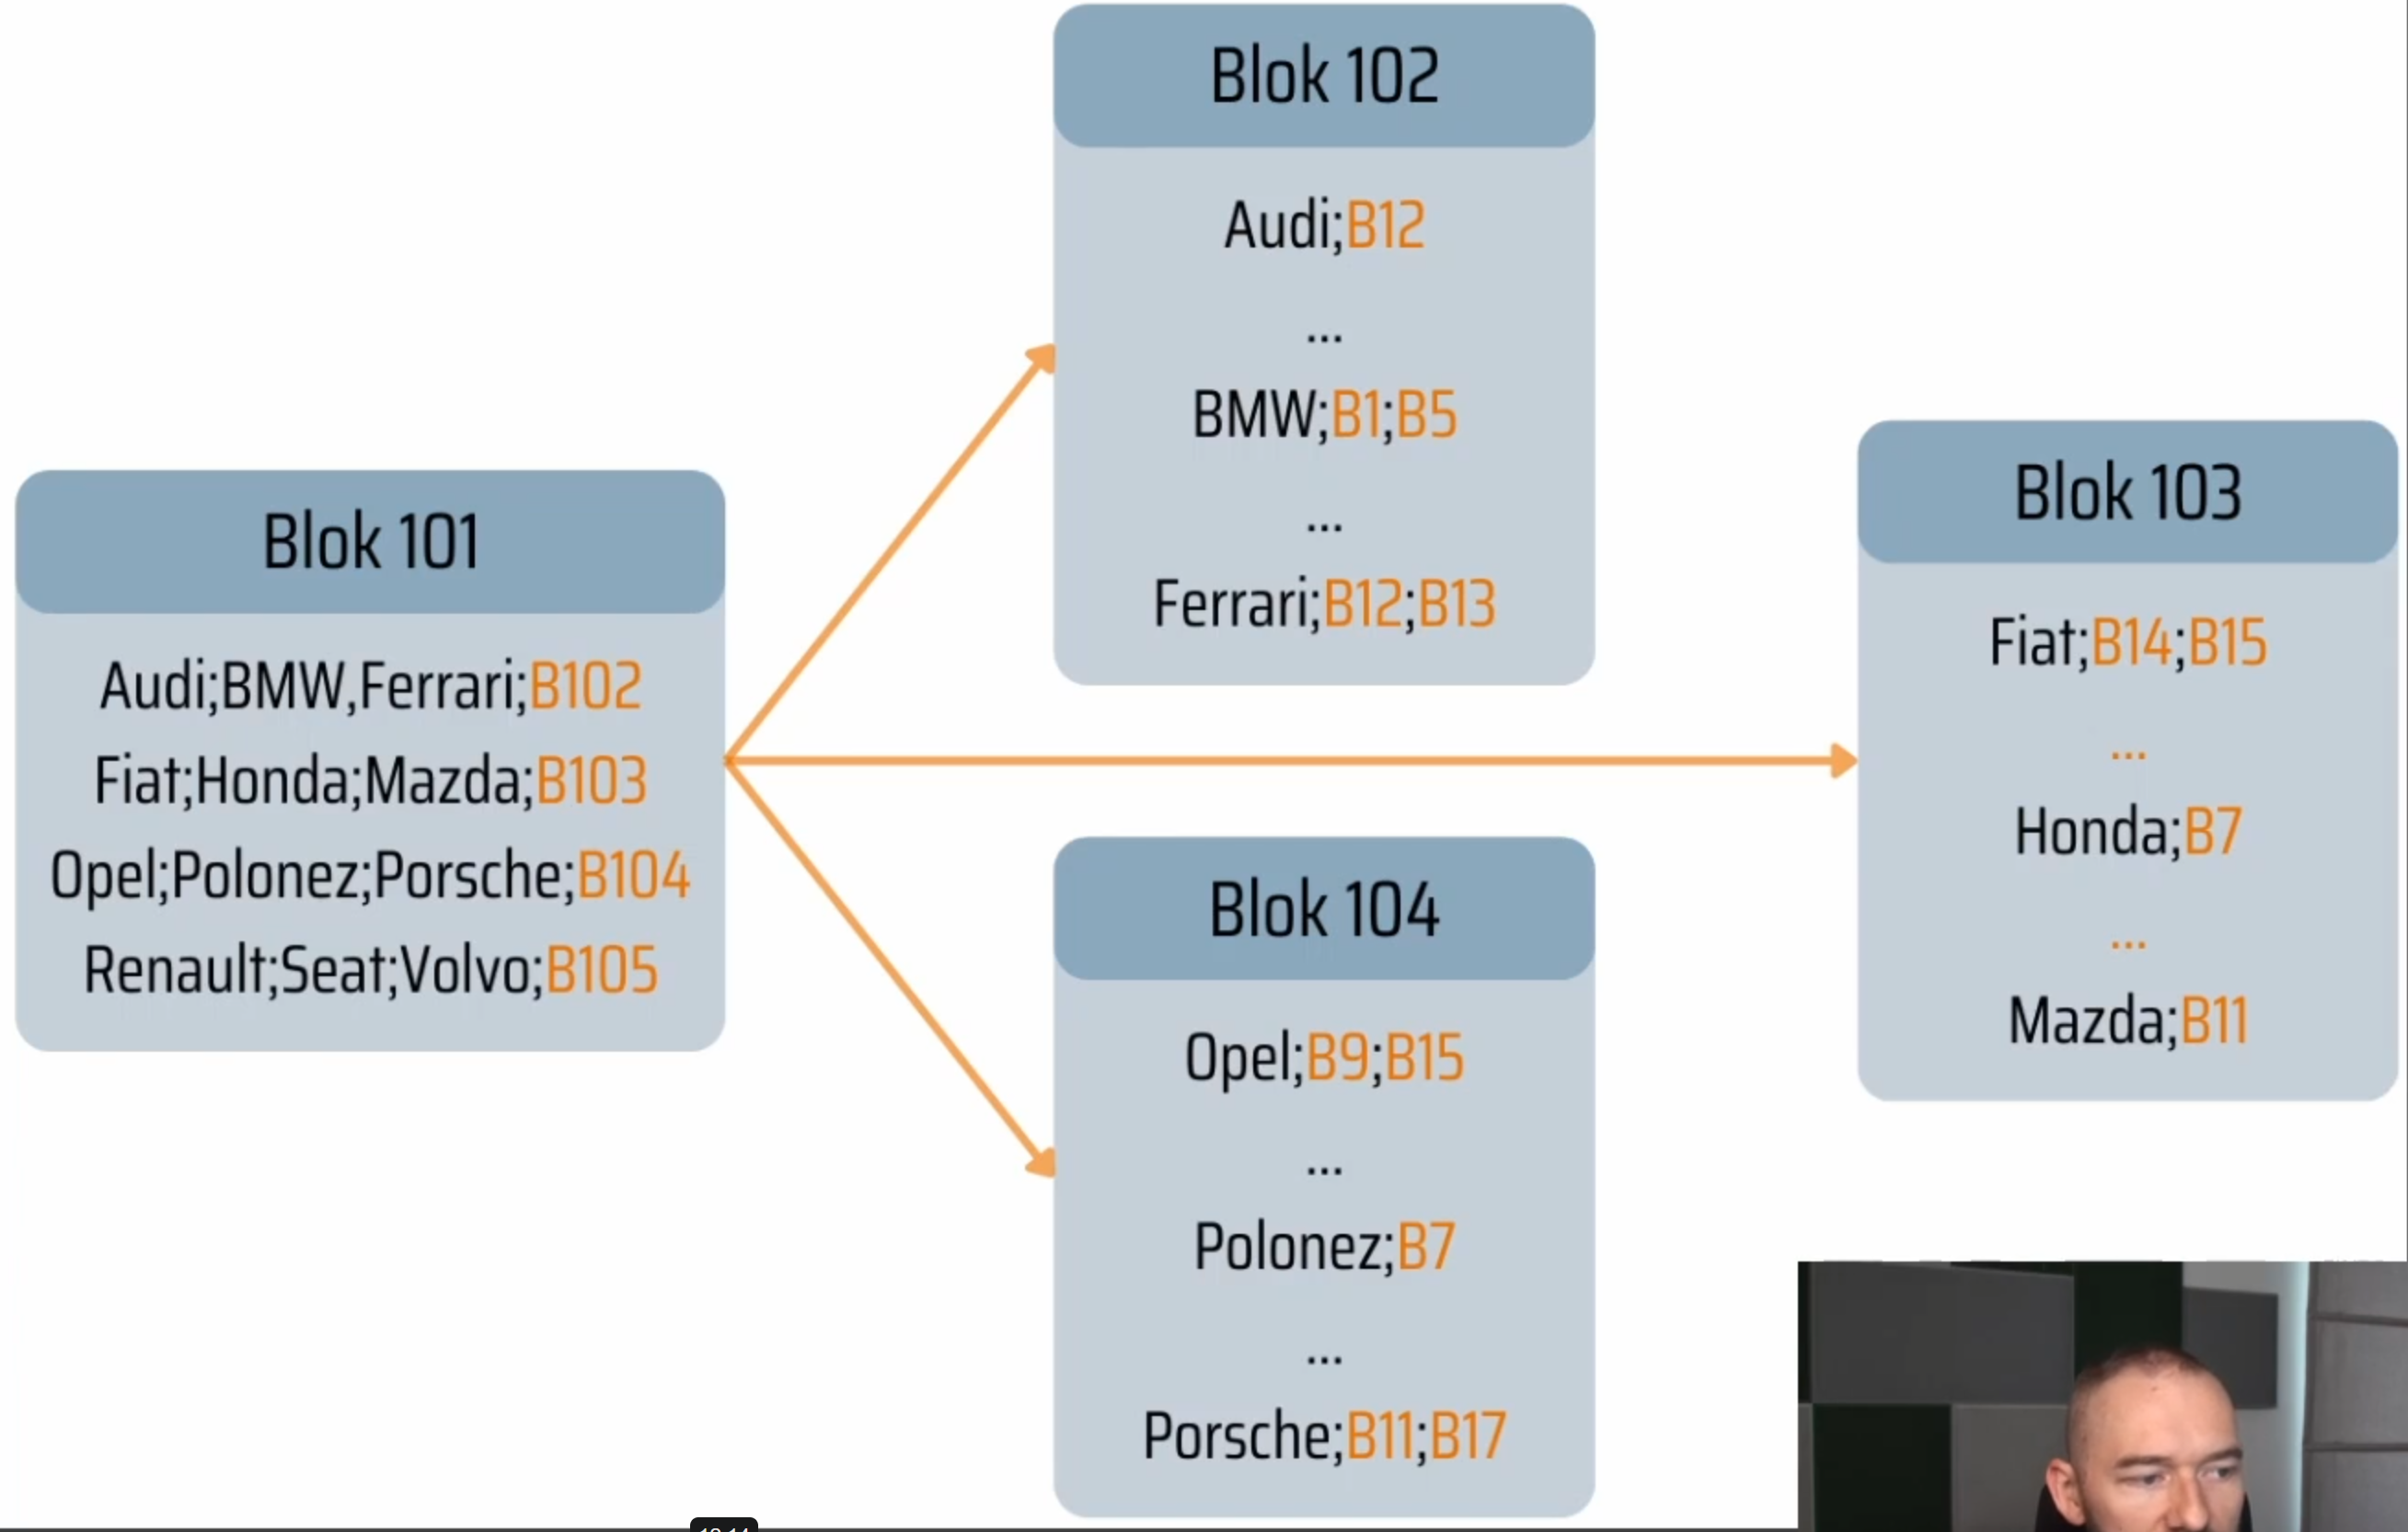 Blok 101
Audi;BMW,Ferrari;B102
Fiat;Honda;Mazda;B103
Opel;Polonez;Porsche;B104
Renault;Seat;Volvo;B105
Blok 102
Audi;B12
...
BMW;B1;B5
...
Ferrari;B12;B13
Blok 104
Opel;B9;B15
...
Polonez;B7
...
Porsche;B11;B17
Blok 103
Fiat;B14;B15
...
Honda;B7
...
Mazda;B11